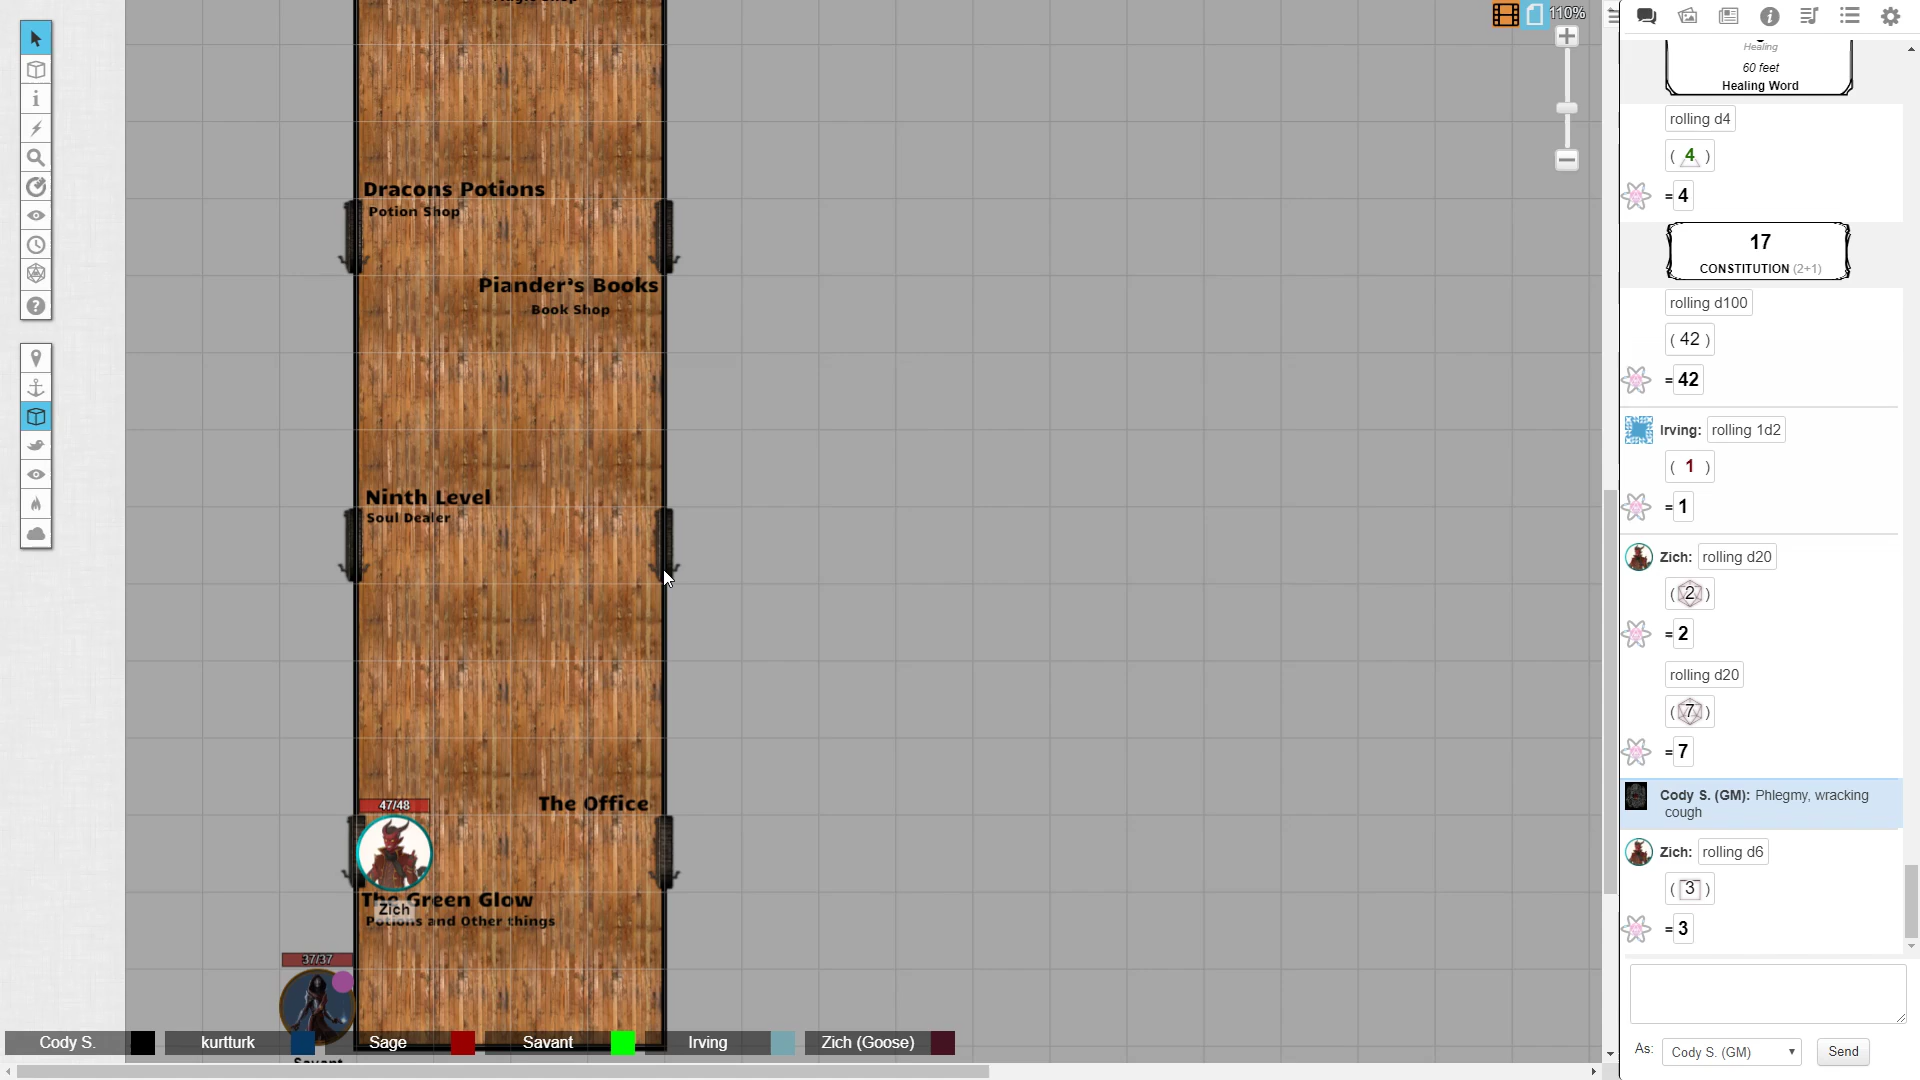 110%
Dracons Potions
Potion Shop
Piander's Books
Book Shop
Ninth Level
Soul Dealer
The Office
47/48
The Green Glow
Zich
Potions and Other things
37/37
Cody S.
kurtturk
Sage
Savant
Irving
Zich (Goose)
Healing
60 feet
Healing Word
rolling d4
( 4 )
=4
17
CONSTITUTION (2+1)
rolling d100
( 42 )
=42
Irving: rolling 1d2
( 1 )
=1
Zich: rolling d20
( 2 )
=2
rolling d20
( 7 )
=7
Cody S. (GM): Phlegmy, wracking
cough
Zich: rolling d6
( 3 )
=3
As: Cody S. (GM) Send